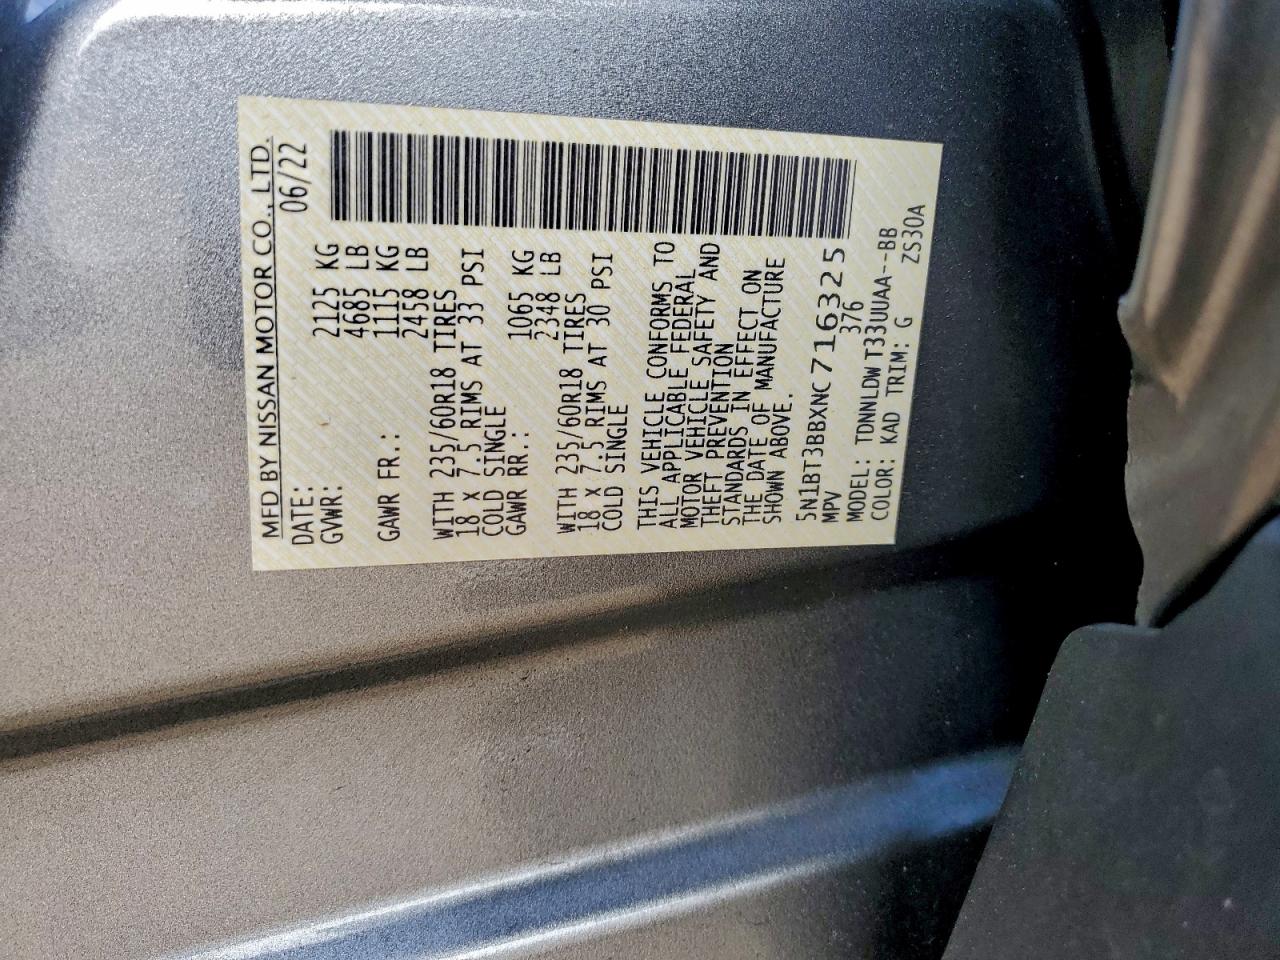 MFD BY NISSAN MOTOR CO., LTD.
DATE: 06/22
GVWR: 2125 KG
4685 LB
GAWR FR.: 1115 KG
2458 LB
WITH 235/60R18 TIRES
18 X 7.5 RIMS AT 33 PSI
COLD SINGLE
GAWR RR.: 1065 KG
2348 LB
WITH 235/60R18 TIRES
18 X 7.5 RIMS AT 30 PSI
COLD SINGLE
THIS VEHICLE CONFORMS TO
ALL APPLICABLE FEDERAL
MOTOR VEHICLE SAFETY AND
THEFT PREVENTION
STANDARDS IN EFFECT ON
THE DATE OF MANUFACTURE
SHOWN ABOVE.
5N1BT3BBXNC716325
MPV 376
MODEL: TDNNLDWT33UUAA--BB
COLOR: KAD TRIM: G ZS30A